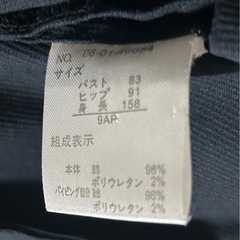 サイズ
バスト 83
ヒップ 91
身長 158
9AR
組成表示
本体 綿 98%
ポリウレタン 2%
パイピング部分 綿 98%
ポリウレタン 2%